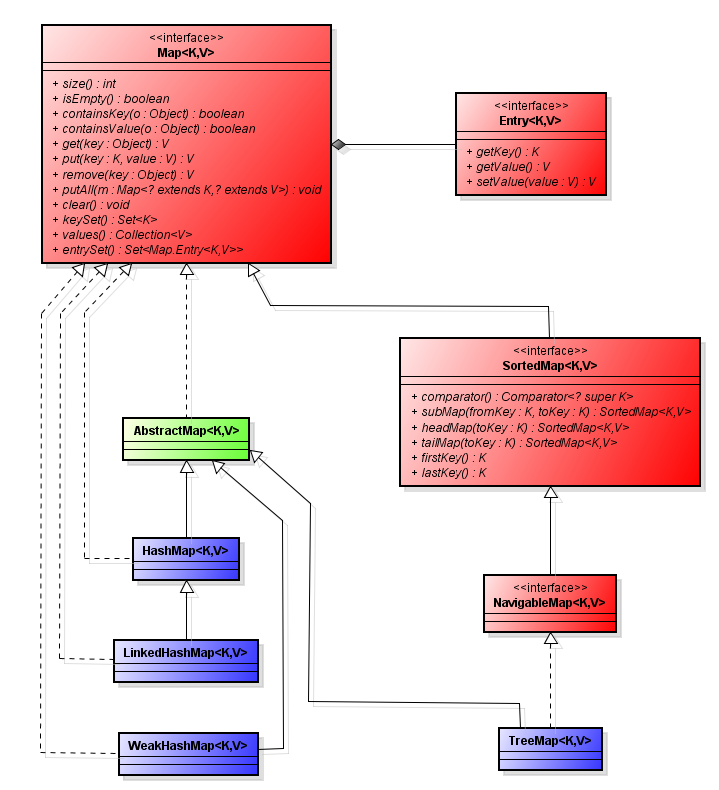 <<interface>>
Map<K,V>
+ size() : int
+ isEmpty() : boolean
+ containsKey(o : Object) : boolean
+ containsValue(o : Object) : boolean
+ get(key : Object) : V
+ put(key : K, value : V) : V
+ remove(key : Object) : V
+ putAll(m : Map<? extends K,? extends V>) : void
+ clear() : void
+ keySet() : Set<K>
+ values() : Collection<V>
+ entrySet() : Set<Map.Entry<K,V>>
<<interface>>
Entry<K,V>
+ getKey() : K
+ getValue() : V
+ setValue(value : V) : V
<<interface>>
SortedMap<K,V>
+ comparator() : Comparator<? super K>
+ subMap(fromKey : K, toKey : K) : SortedMap<K,V>
+ headMap(toKey : K) : SortedMap<K,V>
+ tailMap(toKey : K) : SortedMap<K,V>
+ firstKey() : K
+ lastKey() : K
AbstractMap<K,V>
HashMap<K,V>
<<interface>>
NavigableMap<K,V>
LinkedHashMap<K,V>
WeakHashMap<K,V>
TreeMap<K,V>